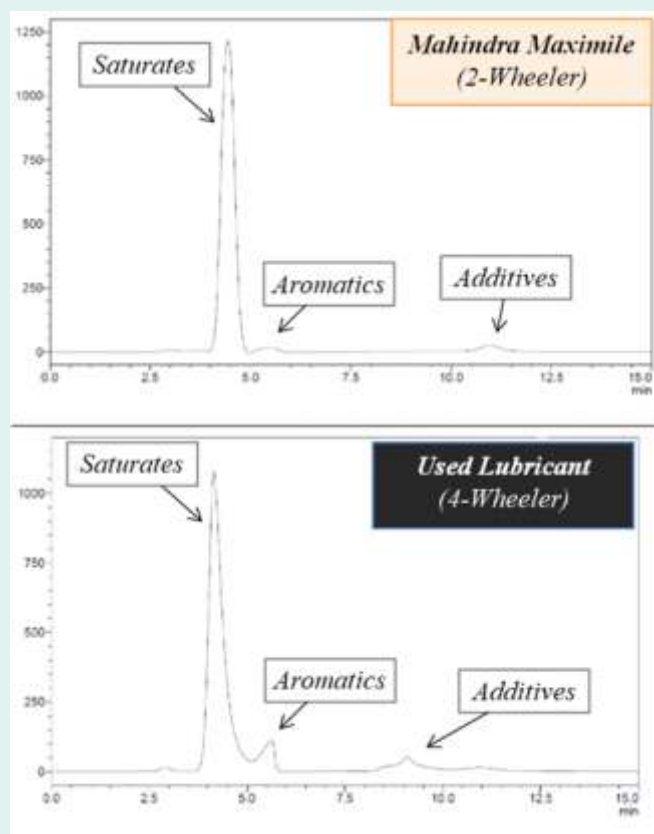 Mahindra Maximile
(2-Wheeler)
Saturates
Aromatics
Additives
1250
1000
750
500
250
0
0.0 2.5 5.0 7.5 10.0 12.5 15.0
min
Used Lubricant
(4-Wheeler)
Saturates
Aromatics
Additives
1000
750
500
250
0
0.0 2.5 5.0 7.5 10.0 12.5 15.0
min